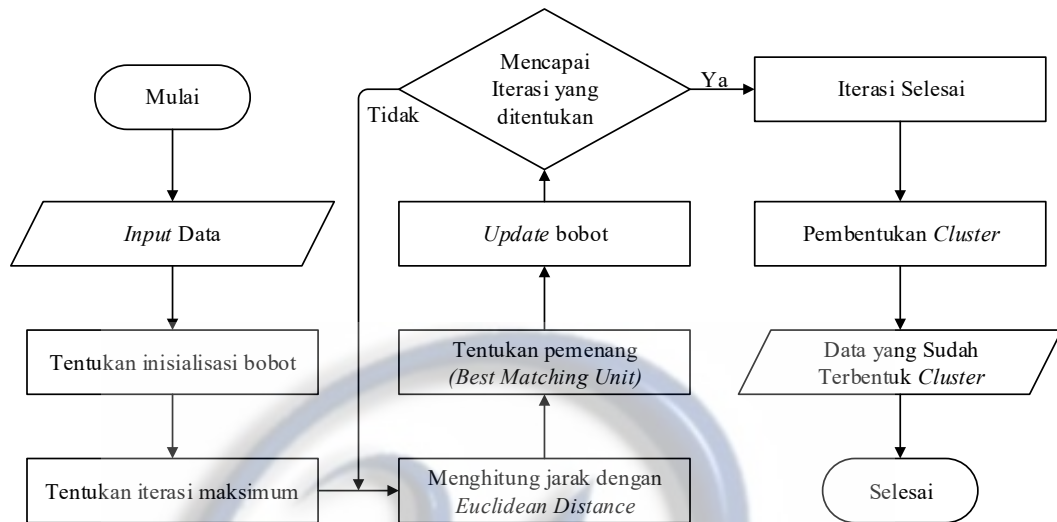 Mulai
Input Data
Tentukan inisialisasi bobot
Tentukan iterasi maksimum
Menghitung jarak dengan
Euclidean Distance
Tentukan pemenang
(Best Matching Unit)
Update bobot
Mencapai
Iterasi yang
ditentukan
Tidak
Ya
Iterasi Selesai
Pembentukan Cluster
Data yang Sudah
Terbentuk Cluster
Selesai